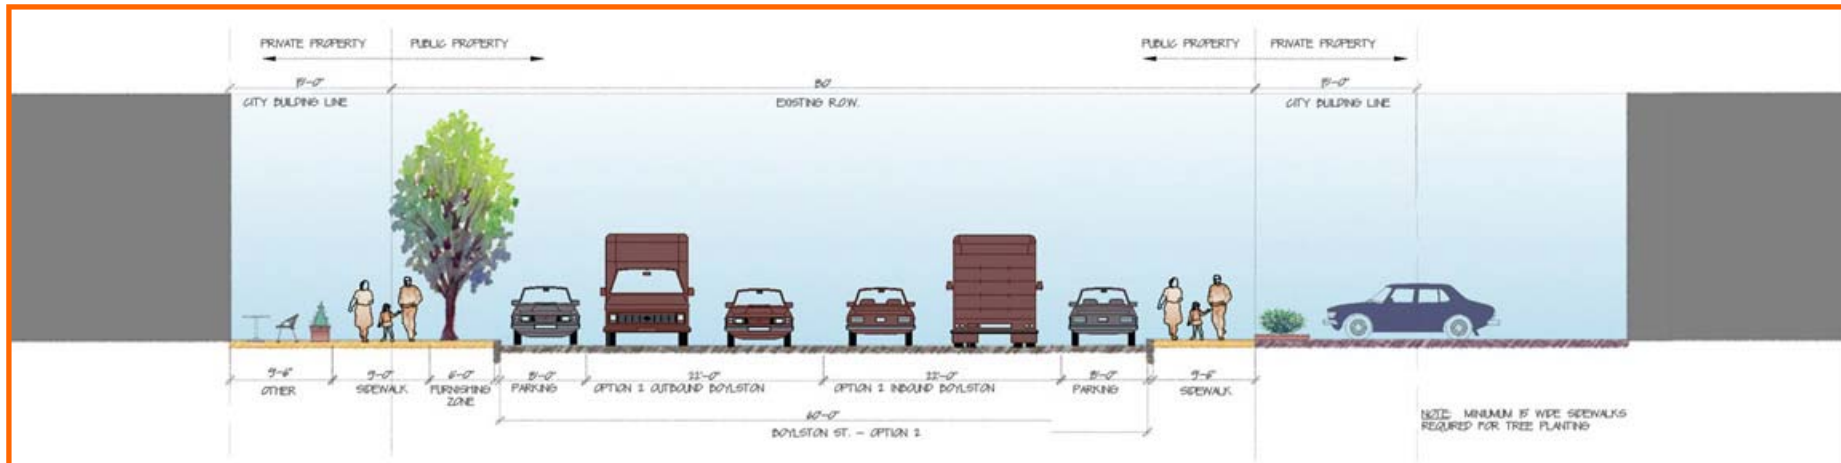 PRIVATE PROPERTY
PUBLIC PROPERTY
PUBLIC PROPERTY
PRIVATE PROPERTY
15'-0"
80'
15'-0"
CITY BUILDING LINE
EXISTING R.O.W.
CITY BUILDING LINE
9'-6"
9'-0"
6'-0"
8'-0"
22'-0"
22'-0"
8'-0"
9'-6"
OTHER
SIDEWALK
FURNISHING
ZONE
PARKING
OPTION 2 OUTBOUND BOYLSTON
OPTION 2 INBOUND BOYLSTON
PARKING
SIDEWALK
60'-0"
BOYLSTON ST. - OPTION 2
NOTE: MINIMUM 15' WIDE SIDEWALKS
REQUIRED FOR TREE PLANTING